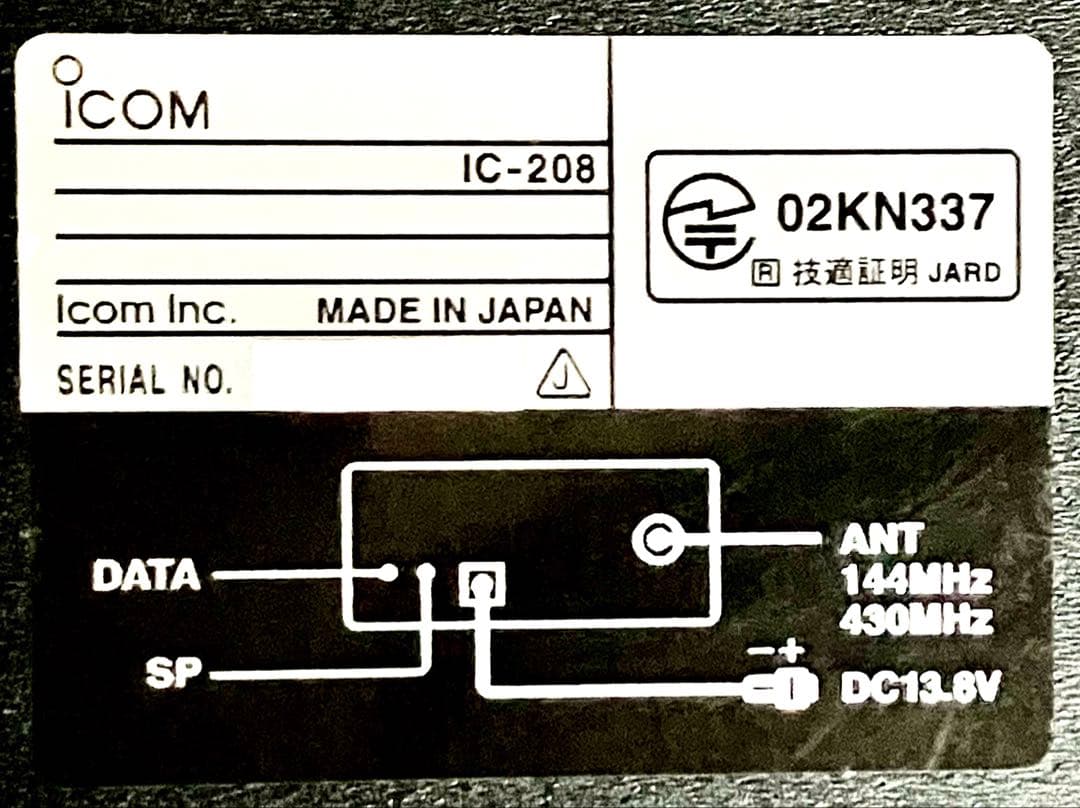 ICOM
IC-208
Icom Inc. MADE IN JAPAN
SERIAL NO. J
02KN337
R 技適証明 JARD
DATA
SP
ANT
144MHz
430MHz
- +
DC13.8V